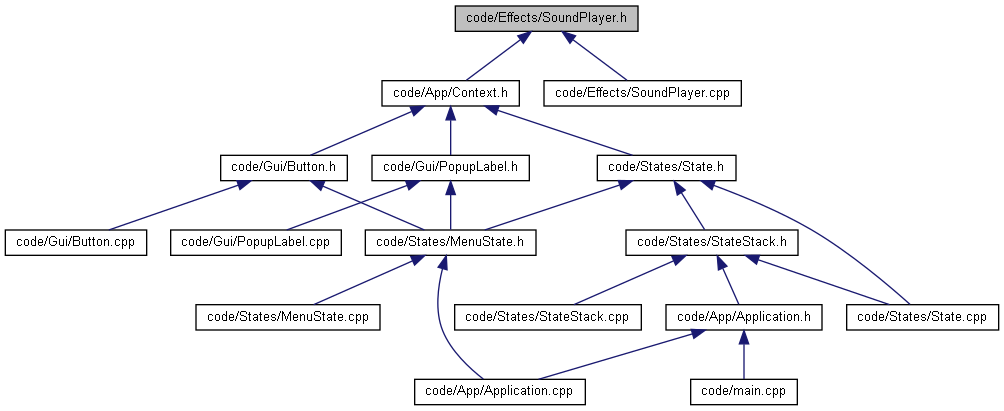 code/Effects/SoundPlayer.h
code/App/Context.h
code/Effects/SoundPlayer.cpp
code/Gui/Button.h
code/Gui/PopupLabel.h
code/States/State.h
code/Gui/Button.cpp
code/Gui/PopupLabel.cpp
code/States/MenuState.h
code/States/StateStack.h
code/States/MenuState.cpp
code/States/StateStack.cpp
code/App/Application.h
code/States/State.cpp
code/App/Application.cpp
code/main.cpp